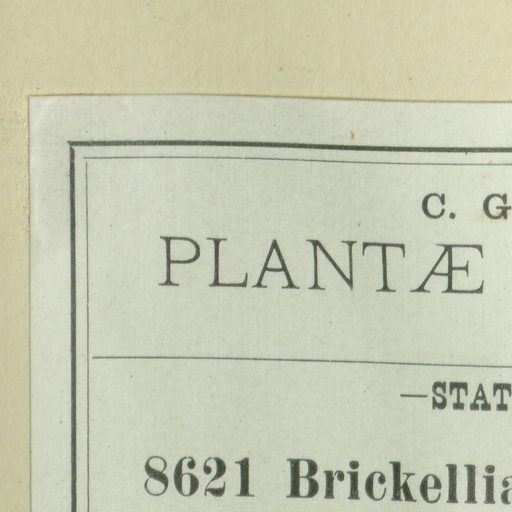 C. G
PLANTÆ
—STAT
8621 Brickellia